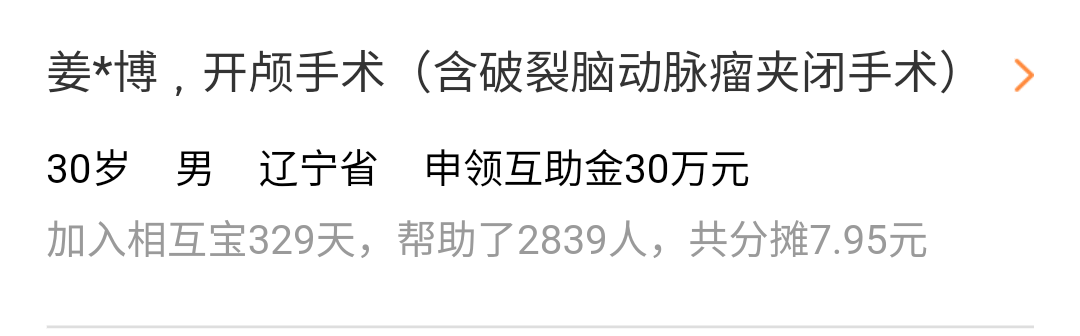 姜*博，开颅手术（含破裂脑动脉瘤夹闭手术）
30岁 男 辽宁省 申领互助金30万元
加入相互宝329天，帮助了2839人，共分摊7.95元